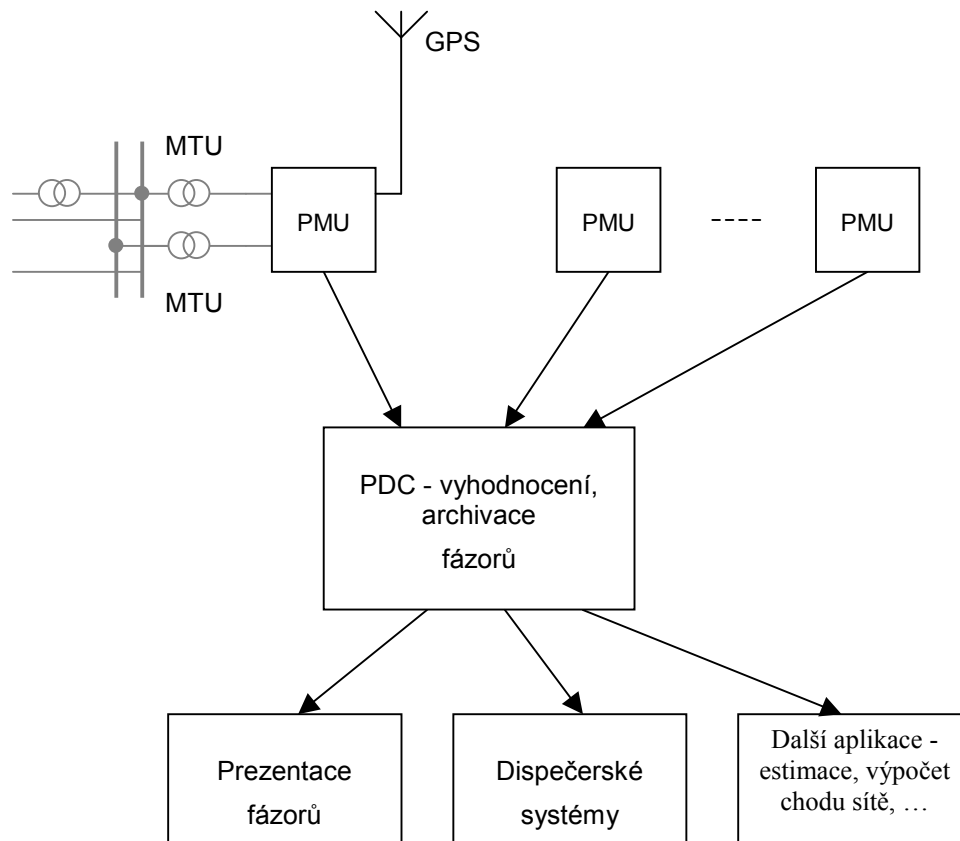 GPS
MTU
PMU
PMU
----
PMU
MTU
PDC - vyhodnocení,
archivace
fázorů
Prezentace
fázorů
Dispečerské
systémy
Další aplikace -
estimace, výpočet
chodu sítě, …